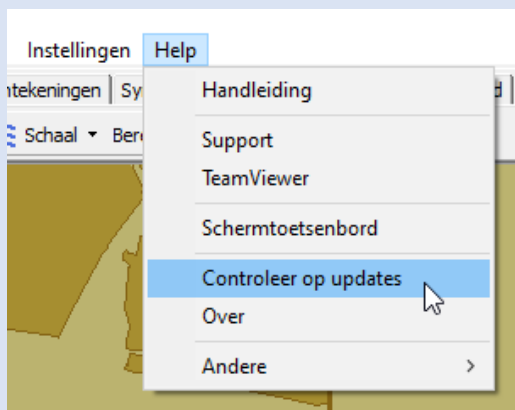 Instellingen Help
ntekeningen Sy d
Schaal Ber
Handleiding
Support
TeamViewer
Schermtoetsenbord
Controleer op updates
Over
Andere